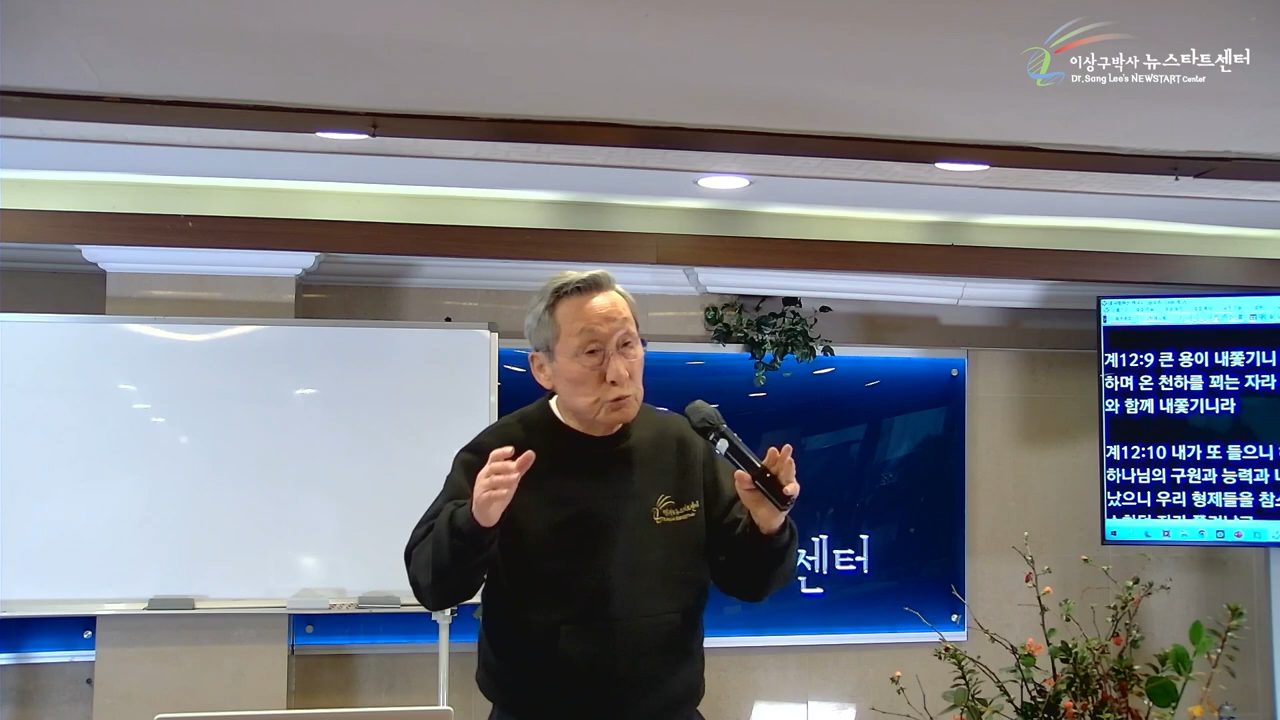 이상구박사 뉴스타트센터
Dr. Sang Lee's NEWSTART Center
계12:9 큰 용이 내쫓기니
하며 온 천하를 꾀는 자라
와 함께 내쫓기니라
계12:10 내가 또 들으니
하나님의 구원과 능력과
났으니 우리 형제들을
센터